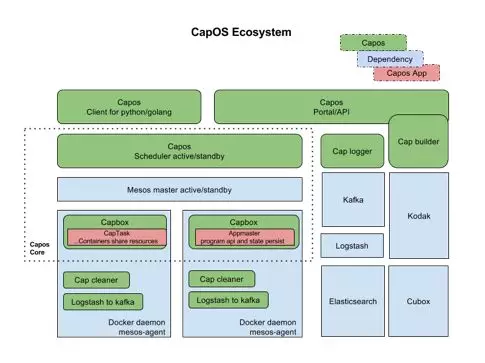 CapOS Ecosystem
Capos
Dependency
Capos App
Capos
Client for python/golang
Capos
Portal/API
Capos
Scheduler active/standby
Cap logger
Cap builder
Mesos master active/standby
Kafka
Kodak
Capos
Core
Capbox
CapTask
...Containers share resources
Capbox
Appmaster
program api and state persist
Logstash
Cap cleaner
Logstash to kafka
Cap cleaner
Logstash to kafka
Elasticsearch
Cubox
Docker daemon
mesos-agent
Docker daemon
mesos-agent